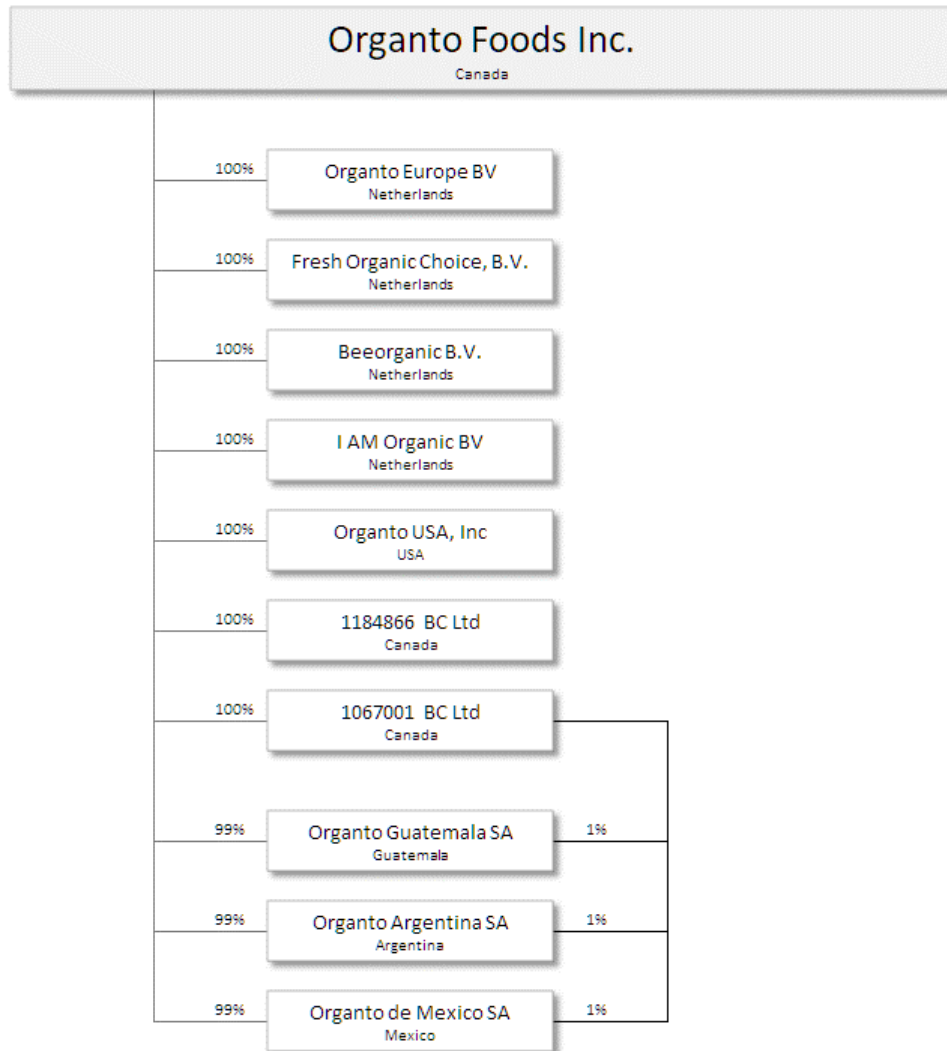 Organto Foods Inc.
Canada
100%
Organto Europe BV
Netherlands
100%
Fresh Organic Choice, B.V.
Netherlands
100%
Beeorganic B.V.
Netherlands
100%
I AM Organic BV
Netherlands
100%
Organto USA, Inc
USA
100%
1184866 BC Ltd
Canada
100%
1067001 BC Ltd
Canada
99%
Organto Guatemala SA
Guatemala
1%
99%
Organto Argentina SA
Argentina
1%
99%
Organto de Mexico SA
Mexico
1%